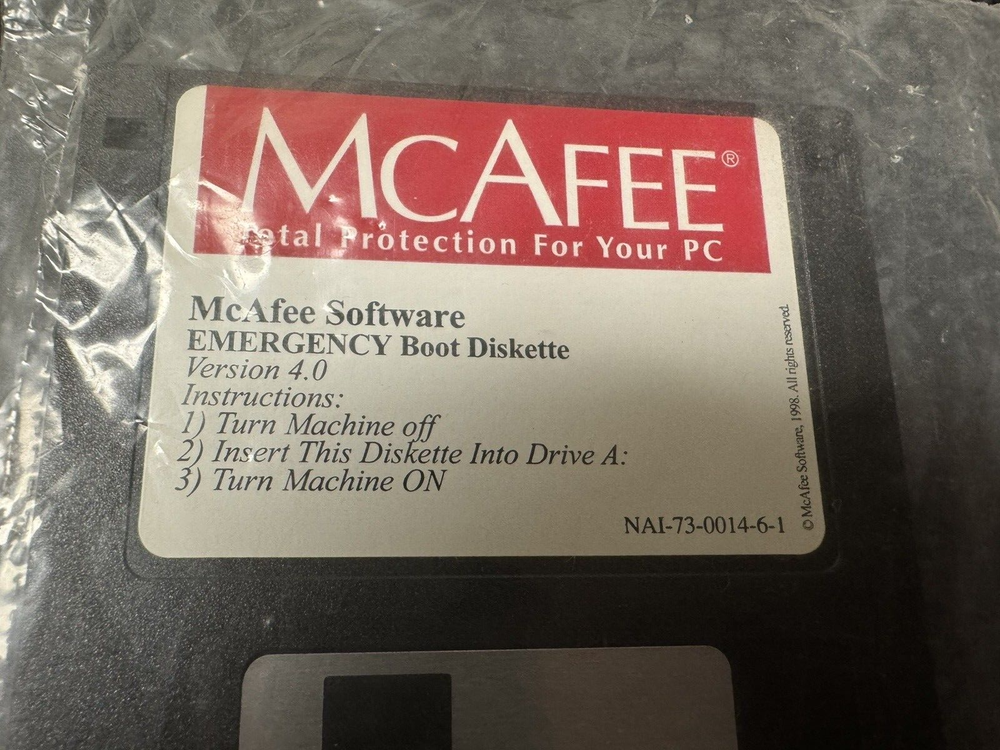 McAFEE®
Total Protection For Your PC
McAfee Software
EMERGENCY Boot Diskette
Version 4.0
Instructions:
1) Turn Machine off
2) Insert This Diskette Into Drive A:
3) Turn Machine ON
NAI-73-0014-6-1
© McAfee Software, 1998. All rights reserved.